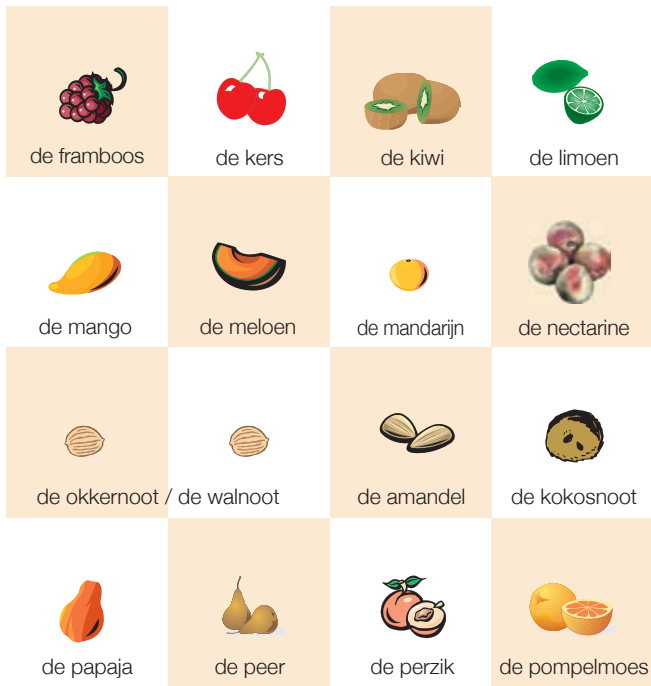 de framboos
de kers
de kiwi
de limoen
de mango
de meloen
de mandarijn
de nectarine
de okkernoot / de walnoot
de amandel
de kokosnoot
de papaja
de peer
de perzik
de pompelmoes